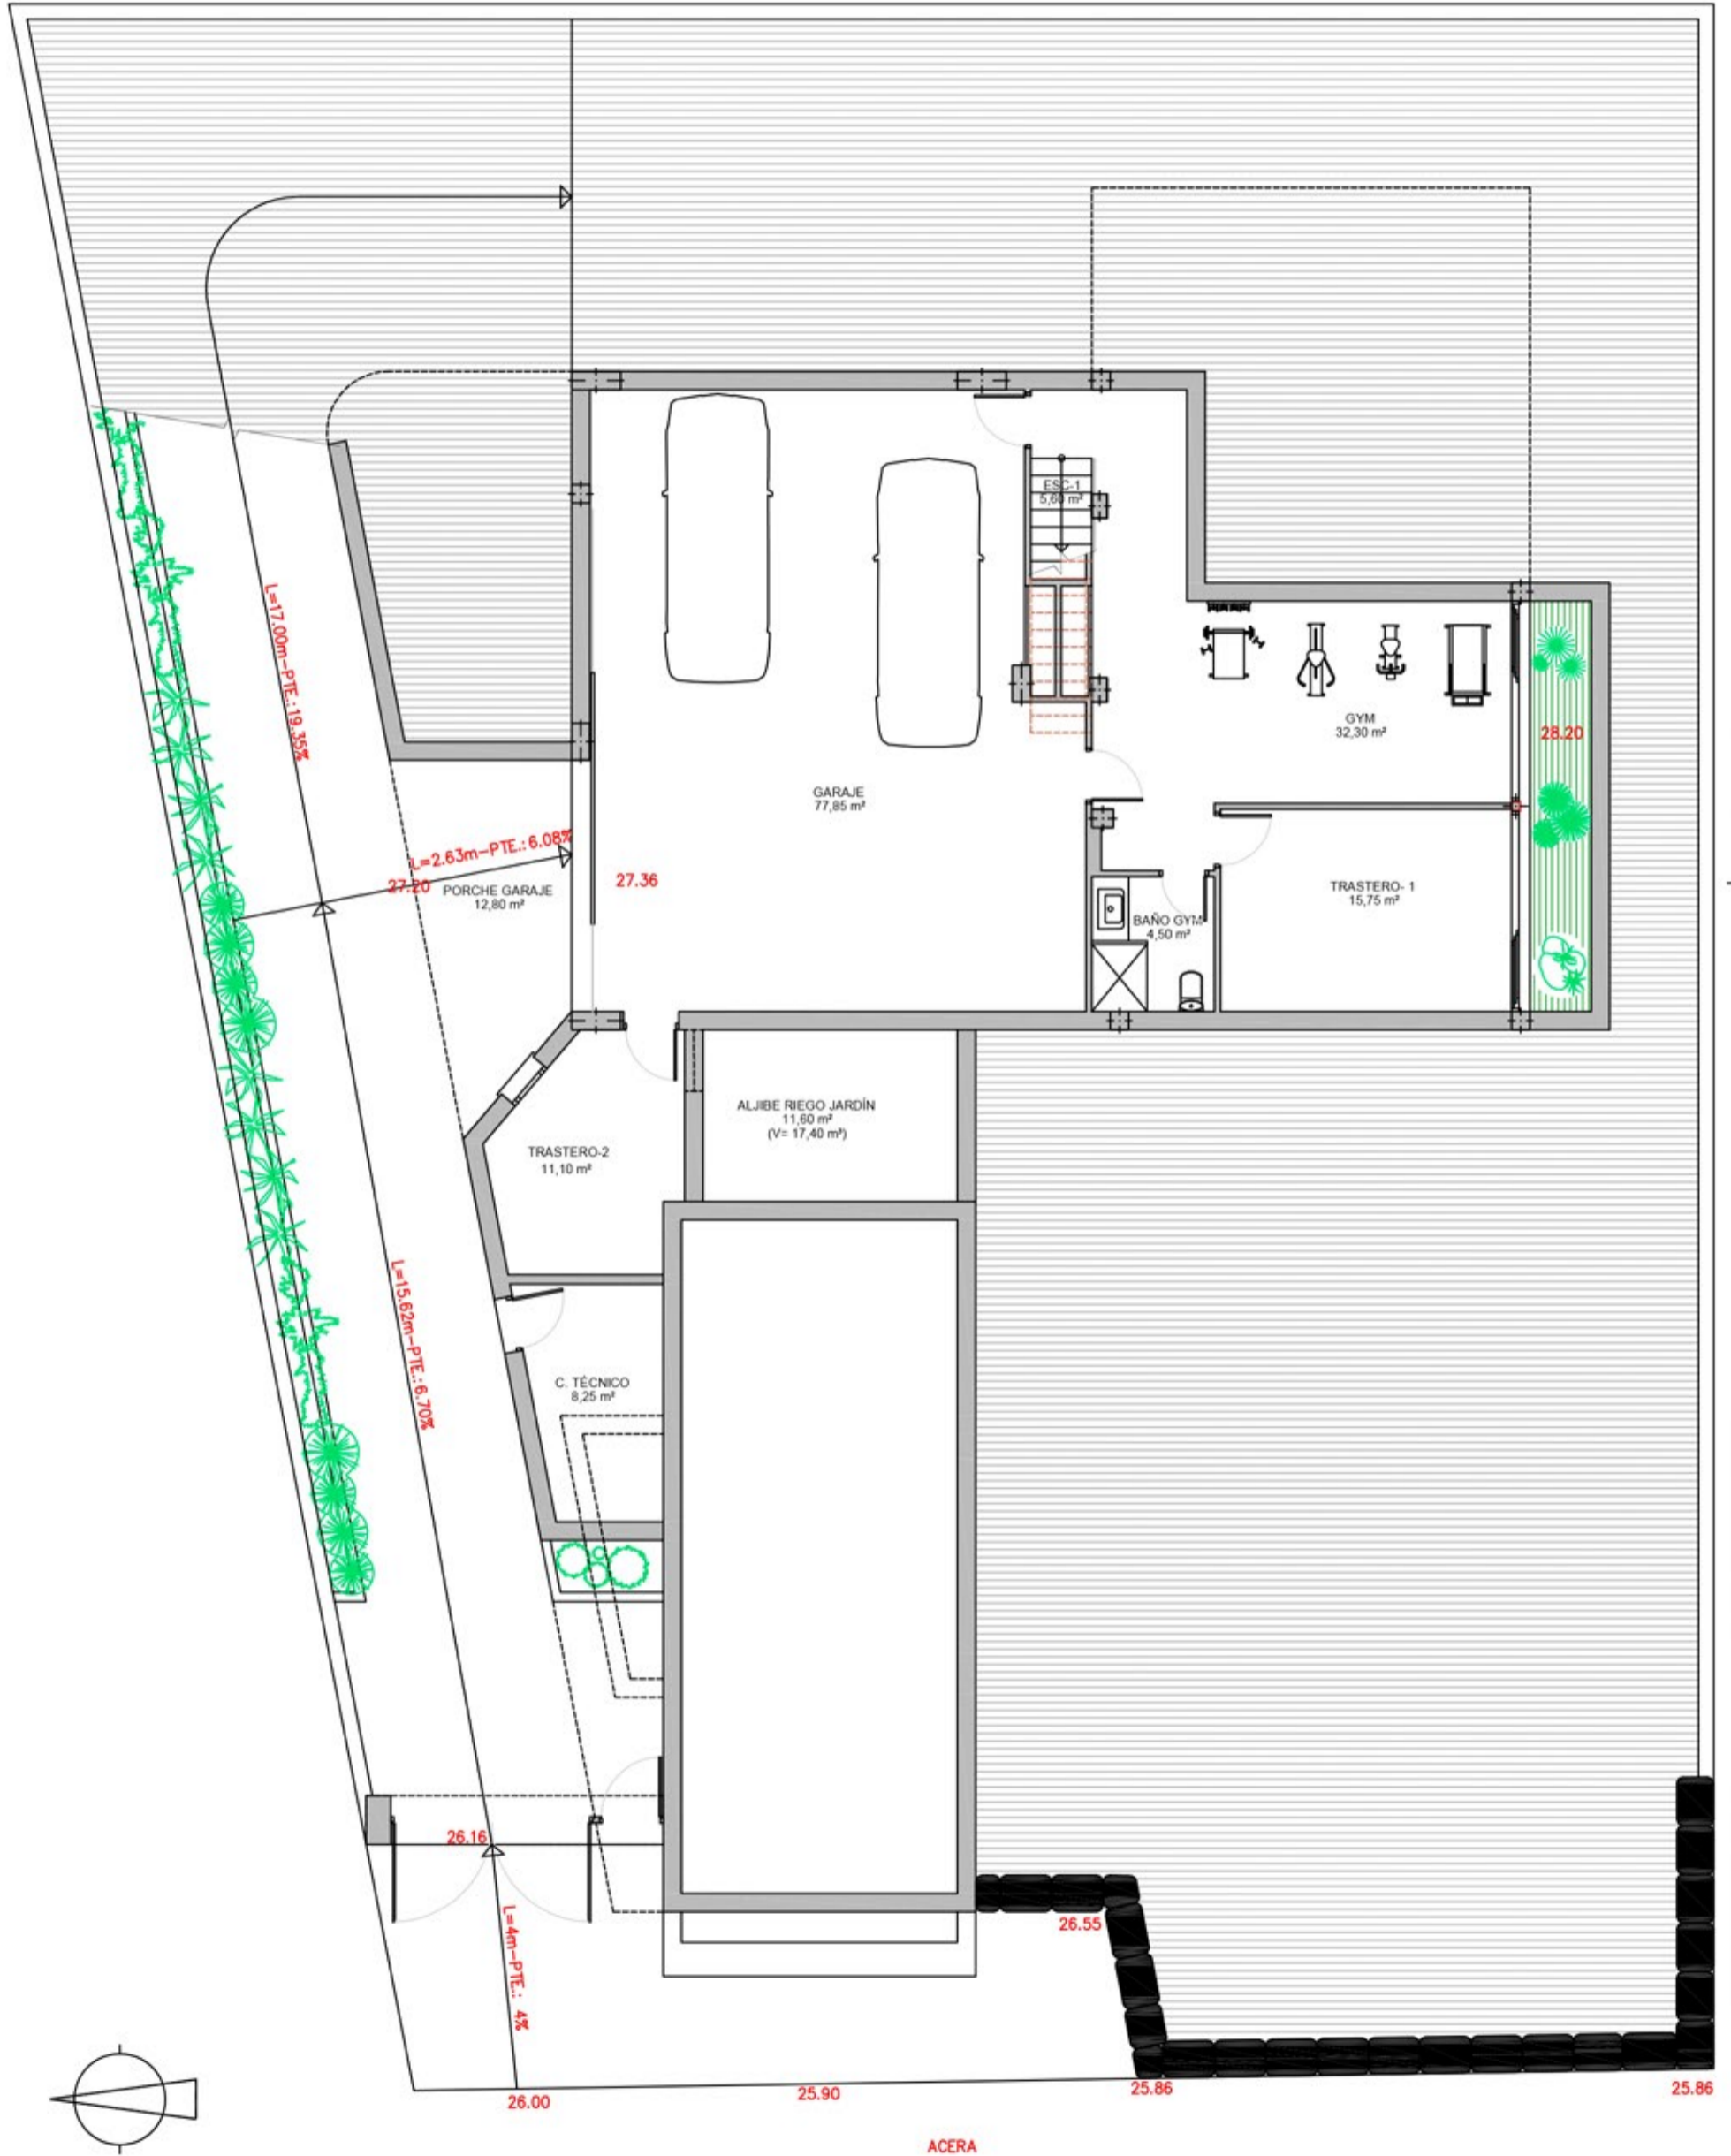 ESC-1
5,60 m²
L=17.00m-PTE.:19.35%
GYM
32,30 m²
28.20
GARAJE
77,85 m²
L=2.63m-PTE.:6.08%
27.20
PORCHE GARAJE
12,80 m²
27.36
TRASTERO- 1
15,75 m²
BAÑO GYM
4,50 m²
ALJIBE RIEGO JARDÍN
11,60 m²
(V= 17,40 m³)
TRASTERO-2
11,10 m²
L=15.62m-PTE.:6.70%
C. TÉCNICO
8,25 m²
26.16
L=4m-PTE.: 4%
26.55
26.00
25.90
25.86
25.86
ACERA